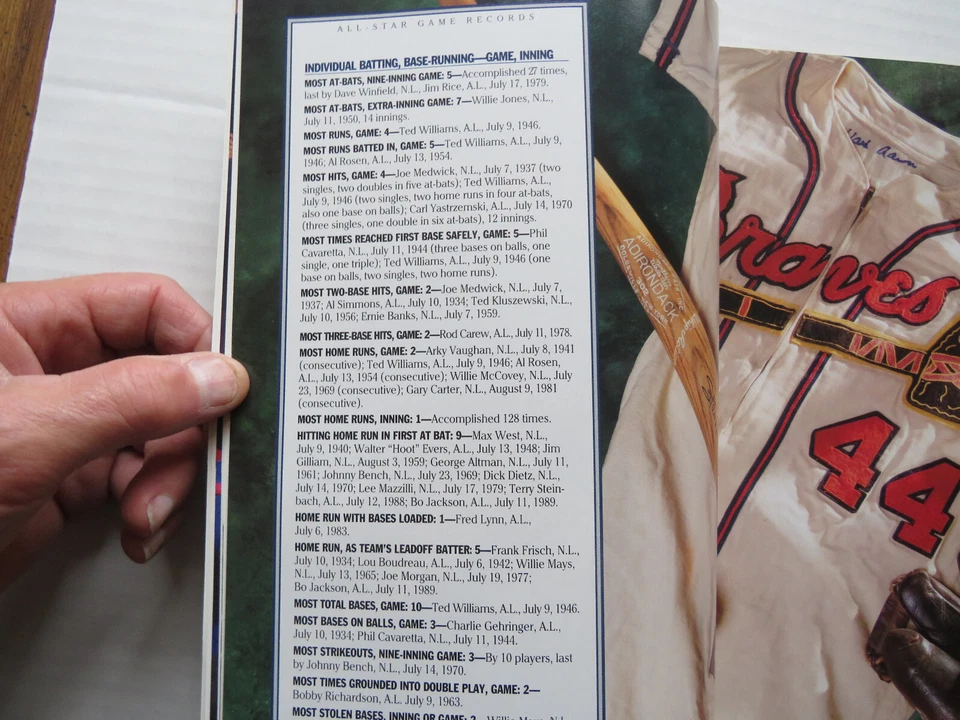 ALL-STAR GAME RECORDS
INDIVIDUAL BATTING, BASE-RUNNING—GAME, INNING
MOST AT-BATS, NINE-INNING GAME: 5—Accomplished 27 times,
last by Dave Winfield, N.L., Jim Rice, A.L., July 17, 1979.
MOST AT-BATS, EXTRA-INNING GAME: 7—Willie Jones, N.L.,
July 11, 1950, 14 innings.
MOST RUNS, GAME: 4—Ted Williams, A.L., July 9, 1946.
MOST RUNS BATTED IN, GAME: 5—Ted Williams, A.L., July 9,
1946; Al Rosen, A.L., July 13, 1954.
MOST HITS, GAME: 4—Joe Medwick, N.L., July 7, 1937 (two
singles, two doubles in five at-bats); Ted Williams, A.L.,
July 9, 1946 (two singles, two home runs in four at-bats,
also one base on balls); Carl Yastrzemski, A.L., July 14, 1970
(three singles, one double in six at-bats), 12 innings.
MOST TIMES REACHED FIRST BASE SAFELY, GAME: 5—Phil
Cavaretta, N.L., July 11, 1944 (three bases on balls, one
single, one triple); Ted Williams, A.L., July 9, 1946 (one
base on balls, two singles, two home runs).
MOST TWO-BASE HITS, GAME: 2—Joe Medwick, N.L., July 7,
1937; Al Simmons, A.L., July 10, 1934; Ted Kluszewski, N.L.,
July 10, 1956; Ernie Banks, N.L., July 7, 1959.
MOST THREE-BASE HITS, GAME: 2—Rod Carew, A.L., July 11, 1978.
MOST HOME RUNS, GAME: 2—Arky Vaughan, N.L., July 8, 1941
(consecutive); Ted Williams, A.L., July 9, 1946; Al Rosen,
A.L., July 13, 1954 (consecutive); Willie McCovey, N.L., July
23, 1969 (consecutive); Gary Carter, N.L., August 9, 1981
(consecutive).
MOST HOME RUNS, INNING: 1—Accomplished 128 times.
HITTING HOME RUN IN FIRST AT BAT: 9—Max West, N.L.,
July 9, 1940; Walter "Hoot" Evers, A.L., July 13, 1948; Jim
Gilliam, N.L., August 3, 1959; George Altman, N.L., July 11,
1961; Johnny Bench, N.L., July 23, 1969; Dick Dietz, N.L.,
July 14, 1970; Lee Mazzilli, N.L., July 17, 1979; Terry Stein-
bach, A.L., July 12, 1988; Bo Jackson, A.L., July 11, 1989.
HOME RUN WITH BASES LOADED: 1—Fred Lynn, A.L.,
July 6, 1983.
HOME RUN, AS TEAM'S LEADOFF BATTER: 5—Frank Frisch, N.L.,
July 10, 1934; Lou Boudreau, A.L., July 6, 1942; Willie Mays,
N.L., July 13, 1965; Joe Morgan, N.L., July 19, 1977;
Bo Jackson, A.L., July 11, 1989.
MOST TOTAL BASES, GAME: 10—Ted Williams, A.L., July 9, 1946.
MOST BASES ON BALLS, GAME: 3—Charlie Gehringer, A.L.,
July 10, 1934; Phil Cavaretta, N.L., July 11, 1944.
MOST STRIKEOUTS, NINE-INNING GAME: 3—By 10 players, last
by Johnny Bench, N.L., July 14, 1970.
MOST TIMES GROUNDED INTO DOUBLE PLAY, GAME: 2—
Bobby Richardson, A.L. July 9, 1963.
MOST STOLEN BASES, INNING OR GAME: 2—Willie Mays, N.L.
ADIRONDACK
Hank Aaron
Braves
44
44